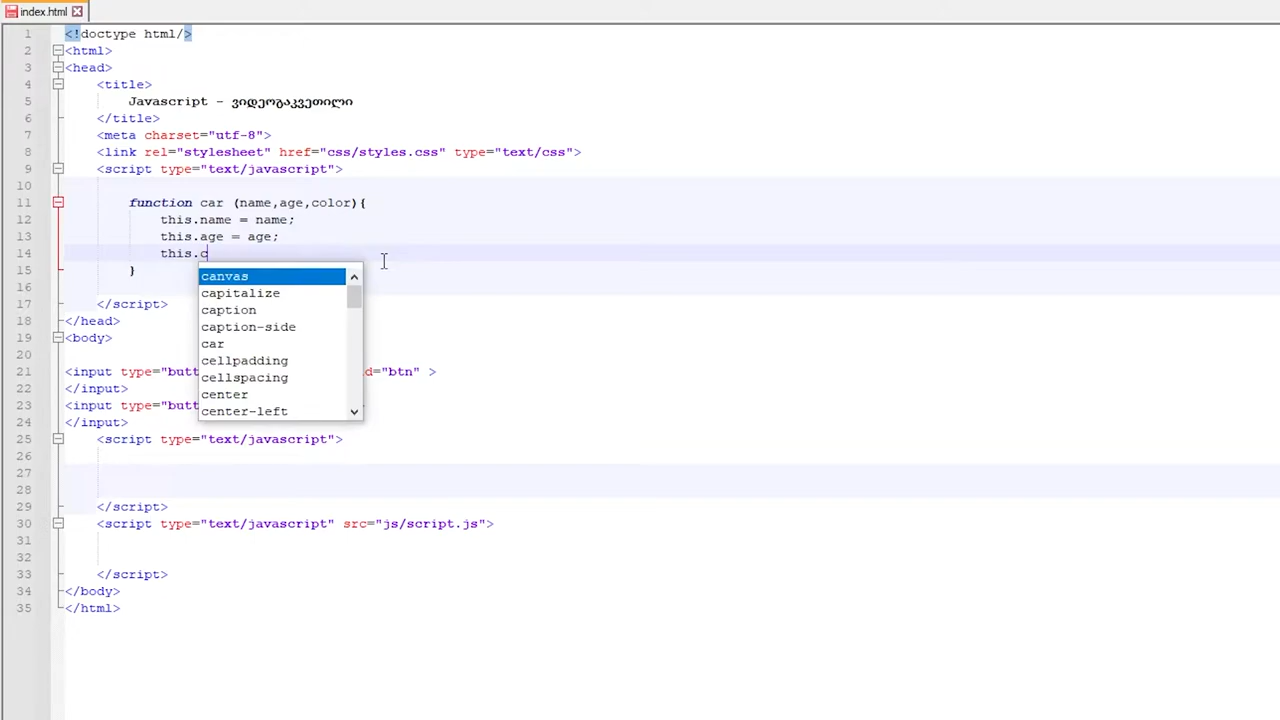 index.html
1 <!doctype html/>
2 <html>
3 <head>
4 <title>
5 Javascript - ვიდეოგაკვეთილი
6 </title>
7 <meta charset="utf-8">
8 <link rel="stylesheet" href="css/styles.css" type="text/css">
9 <script type="text/javascript">
10
11 function car (name,age,color){
12 this.name = name;
13 this.age = age;
14 this.c
15 }
16
17 </script>
18 </head>
19 <body>
20
21 <input type="butt d="btn" >
22 </input>
23 <input type="butt
24 </input>
25 <script type="text/javascript">
26
27
28
29 </script>
30 <script type="text/javascript" src="js/script.js">
31
32
33 </script>
34 </body>
35 </html>
canvas
capitalize
caption
caption-side
car
cellpadding
cellspacing
center
center-left